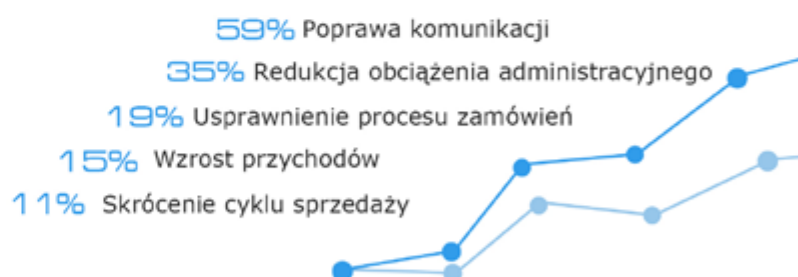 59% Poprawa komunikacji
35% Redukcja obciążenia administracyjnego
19% Usprawnienie procesu zamówień
15% Wzrost przychodów
11% Skrócenie cyklu sprzedaży